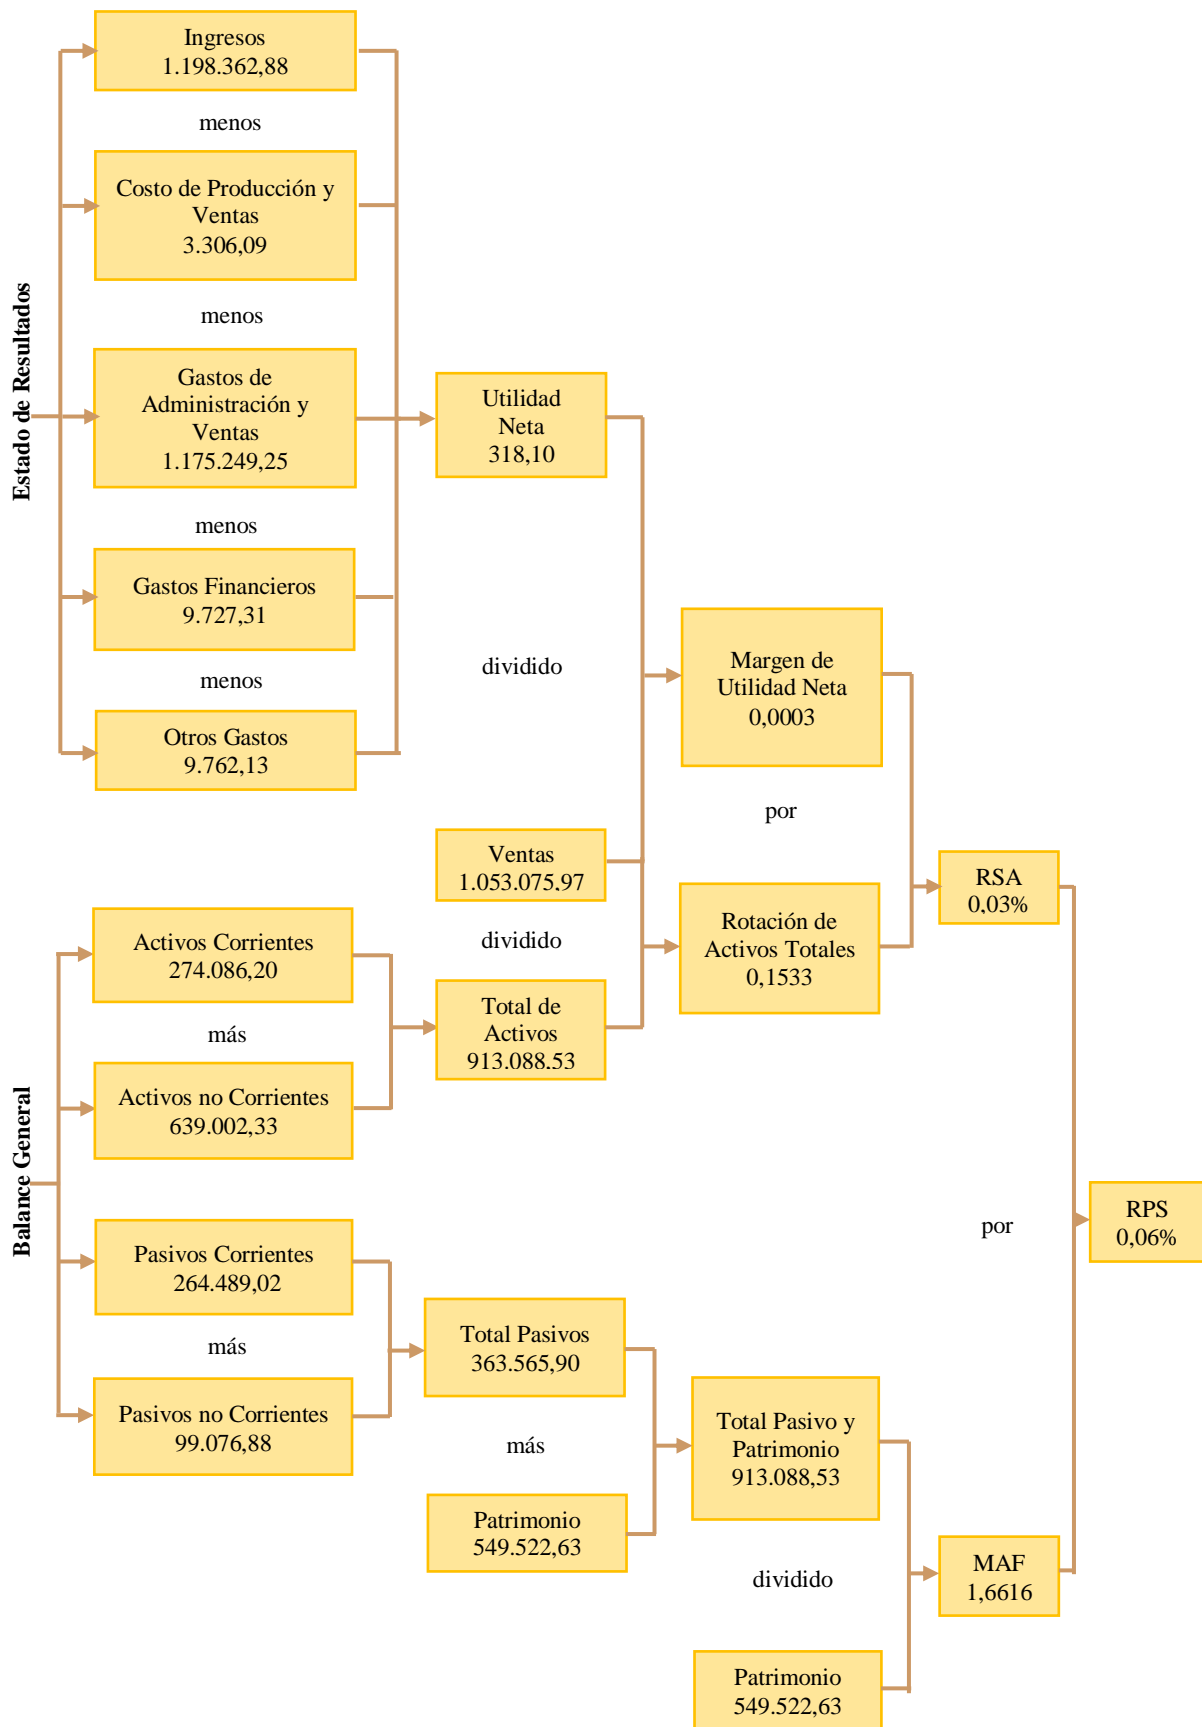 Ingresos
1.198.362,88
menos
Costo de Producción y
Ventas
3.306,09
menos
Estado de Resultados
Gastos de
Administración y
Ventas
1.175.249,25
Utilidad
Neta
318,10
menos
Gastos Financieros
9.727,31
dividido
Margen de
Utilidad Neta
0,0003
menos
Otros Gastos
9.762,13
por
Ventas
1.053.075,97
RSA
0,03%
Activos Corrientes
274.086,20
dividido
Rotación de
Activos Totales
0,1533
más
Total de
Activos
913.088,53
Activos no Corrientes
639.002,33
Balance General
por
RPS
0,06%
Pasivos Corrientes
264.489,02
más
Total Pasivos
363.565,90
Pasivos no Corrientes
99.076,88
más
Total Pasivo y
Patrimonio
913.088,53
Patrimonio
549.522,63
dividido
MAF
1,6616
Patrimonio
549.522,63